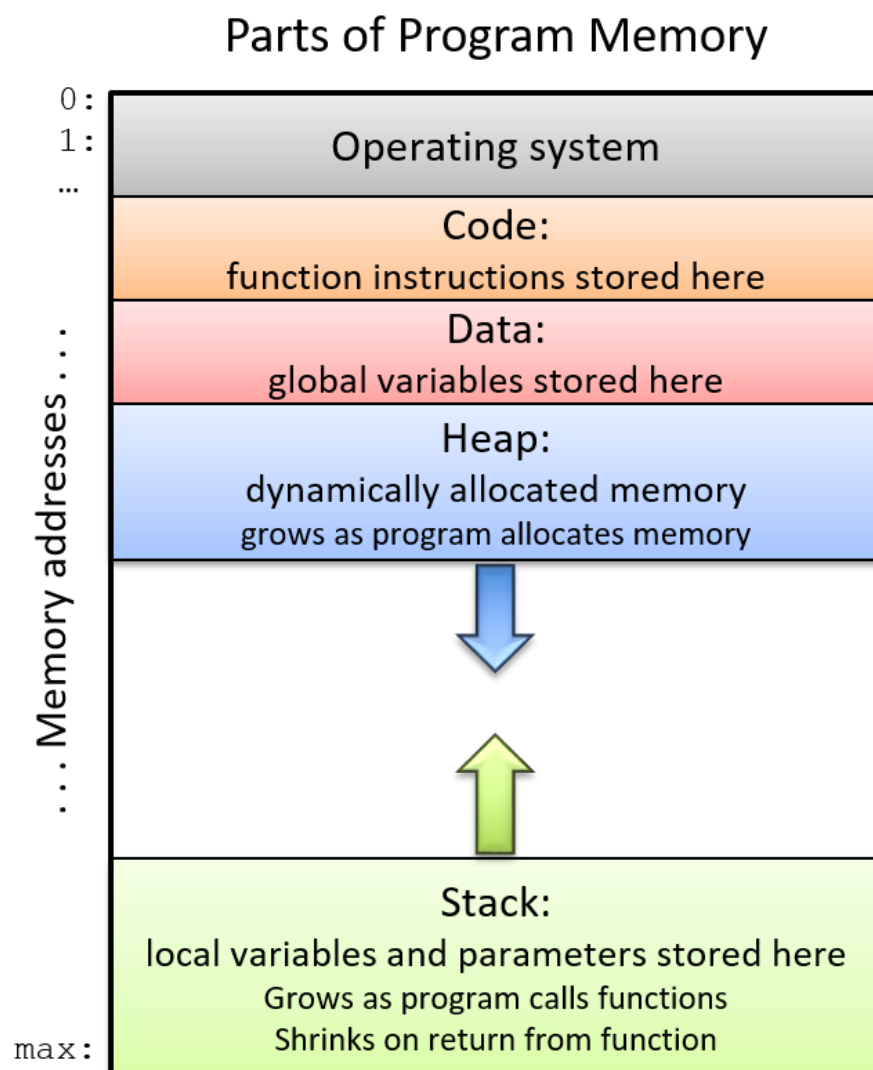 Parts of Program Memory
0:
1:
…
Operating system
Code:
function instructions stored here
Data:
global variables stored here
Heap:
dynamically allocated memory
grows as program allocates memory
. . . Memory addresses . . .
Stack:
local variables and parameters stored here
Grows as program calls functions
Shrinks on return from function
max: